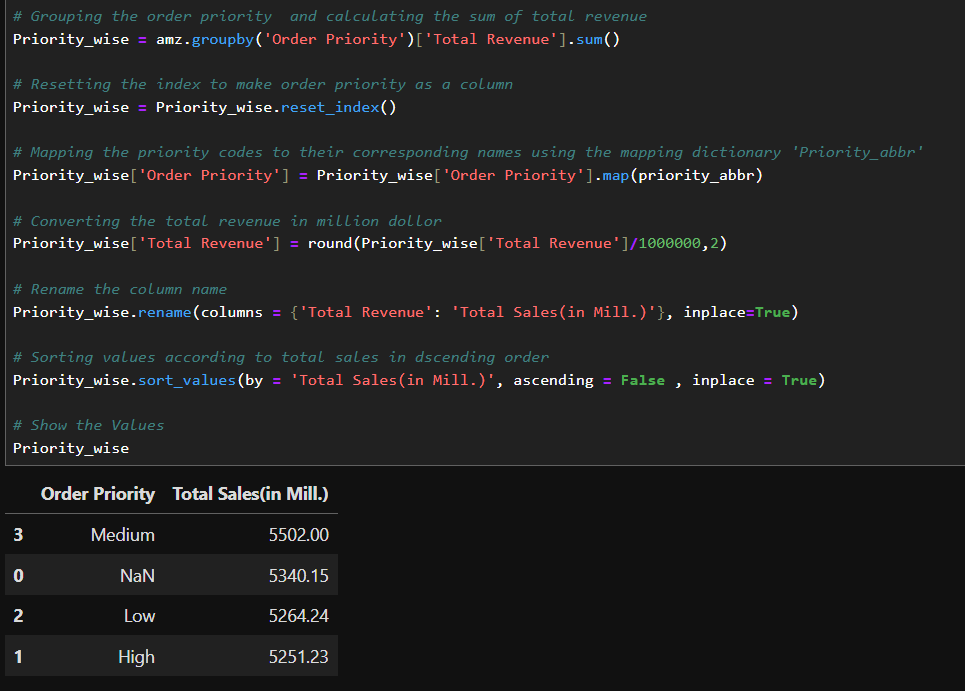 # Grouping the order priority  and calculating the sum of total revenue
Priority_wise = amz.groupby('Order Priority')['Total Revenue'].sum()
# Resetting the index to make order priority as a column
Priority_wise = Priority_wise.reset_index()
# Mapping the priority codes to their corresponding names using the mapping dictionary 'Priority_abbr'
Priority_wise['Order Priority'] = Priority_wise['Order Priority'].map(priority_abbr)
# Converting the total revenue in million dollor
Priority_wise['Total Revenue'] = round(Priority_wise['Total Revenue']/1000000,2)
# Rename the column name
Priority_wise.rename(columns = {'Total Revenue': 'Total Sales(in Mill.)'}, inplace=True)
# Sorting values according to total sales in dscending order
Priority_wise.sort_values(by = 'Total Sales(in Mill.)', ascending = False , inplace = True)
# Show the Values
Priority_wise
Order Priority Total Sales(in Mill.)
3 Medium 5502.00
0 NaN 5340.15
2 Low 5264.24
1 High 5251.23